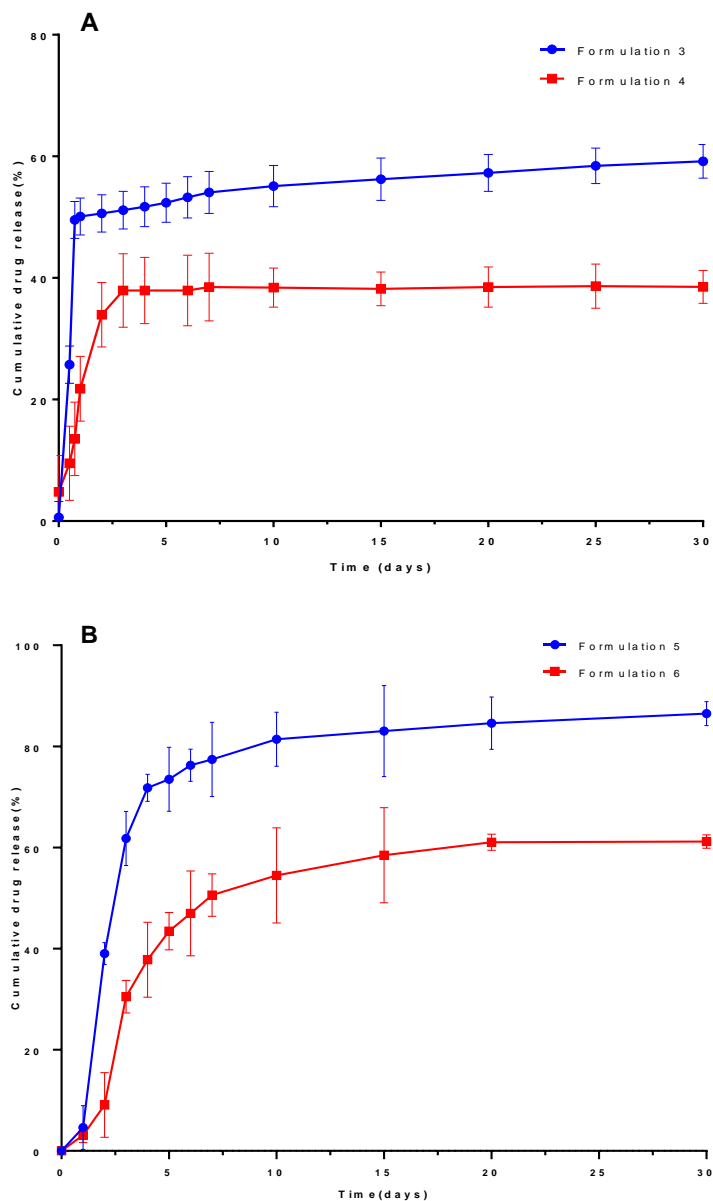 A
80
60
40
20
0
Cumulative drug release(%)
Formulation 3
Formulation 4
0 5 10 15 20 25 30
Time (days)
B
100
80
60
40
20
0
Cumulative drug release(%)
Formulation 5
Formulation 6
0 5 10 15 20 25 30
Time(days)